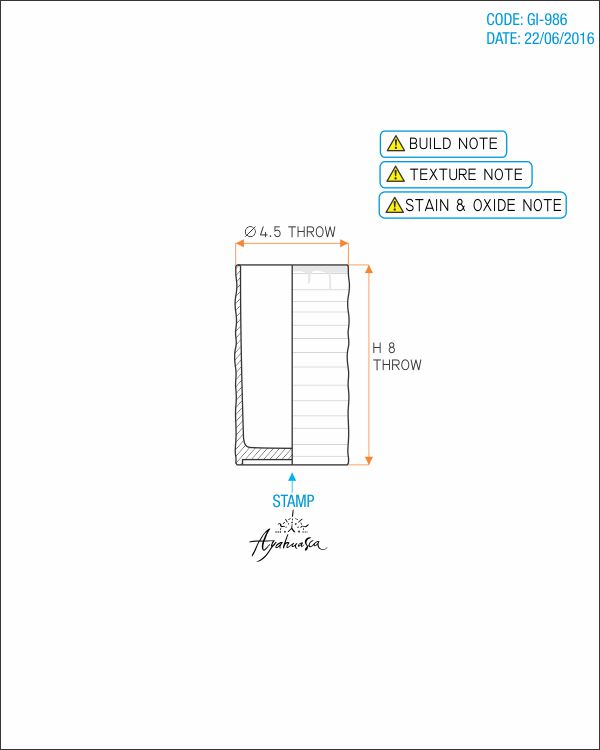 CODE: GI-986
DATE: 22/06/2016
BUILD NOTE
TEXTURE NOTE
STAIN & OXIDE NOTE
Ø 4.5 THROW
H 8
THROW
STAMP
Ayahuasca